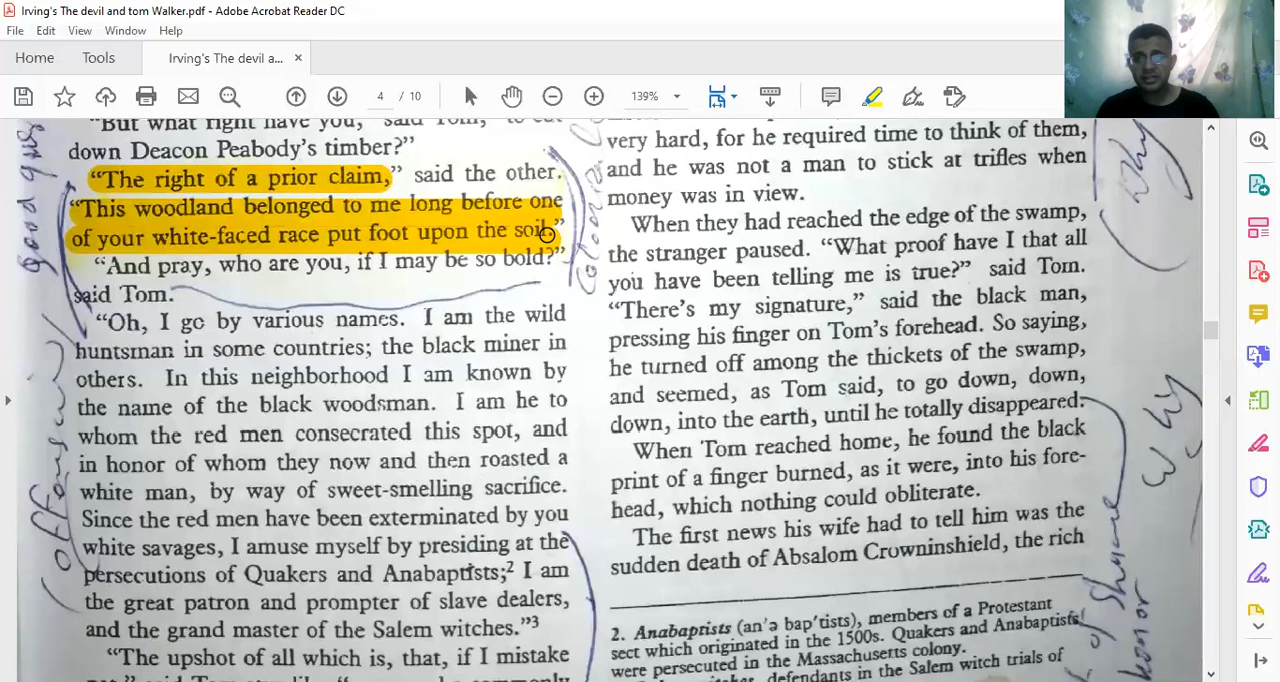 Irving's The devil and tom Walker.pdf - Adobe Acrobat Reader DC
File Edit View Window Help
Home Tools Irving's The devil a... ×
4 / 10 139%
"But what right have you," said Tom, "to cut
down Deacon Peabody's timber?"
"The right of a prior claim," said the other.
"This woodland belonged to me long before one
of your white-faced race put foot upon the soil."
"And pray, who are you, if I may be so bold?"
said Tom.
"Oh, I go by various names. I am the wild
huntsman in some countries; the black miner in
others. In this neighborhood I am known by
the name of the black woodsman. I am he to
whom the red men consecrated this spot, and
in honor of whom they now and then roasted a
white man, by way of sweet-smelling sacrifice.
Since the red men have been exterminated by you
white savages, I amuse myself by presiding at the
persecutions of Quakers and Anabaptists;2 I am
the great patron and prompter of slave dealers,
and the grand master of the Salem witches."3
"The upshot of all which is, that, if I mistake
very hard, for he required time to think of them,
and he was not a man to stick at trifles when
money was in view.
When they had reached the edge of the swamp,
the stranger paused. "What proof have I that all
you have been telling me is true?" said Tom.
"There's my signature," said the black man,
pressing his finger on Tom's forehead. So saying,
he turned off among the thickets of the swamp,
and seemed, as Tom said, to go down, down,
down, into the earth, until he totally disappeared.
When Tom reached home, he found the black
print of a finger burned, as it were, into his fore-
head, which nothing could obliterate.
The first news his wife had to tell him was the
sudden death of Absalom Crowninshield, the rich
2. Anabaptists (an'ə bap'tists), members of a Protestant
sect which originated in the 1500s. Quakers and Anabaptists
were persecuted in the Massachusetts colony.
defendants in the Salem witch trials of
good
Why
Why
of shame
honor